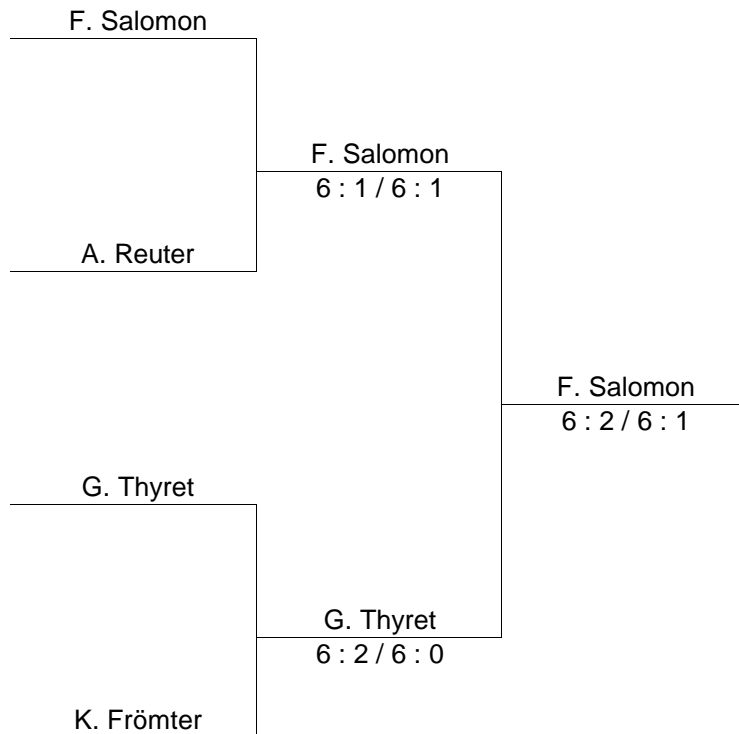 F. Salomon
F. Salomon
6 : 1 / 6 : 1
A. Reuter
F. Salomon
6 : 2 / 6 : 1
G. Thyret
G. Thyret
6 : 2 / 6 : 0
K. Frömter